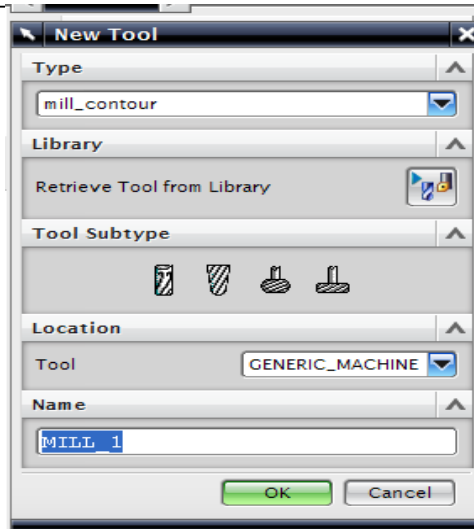 New Tool
Type
mill_contour
Library
Retrieve Tool from Library
Tool Subtype
Location
Tool GENERIC_MACHINE
Name
MILL_1
OK Cancel